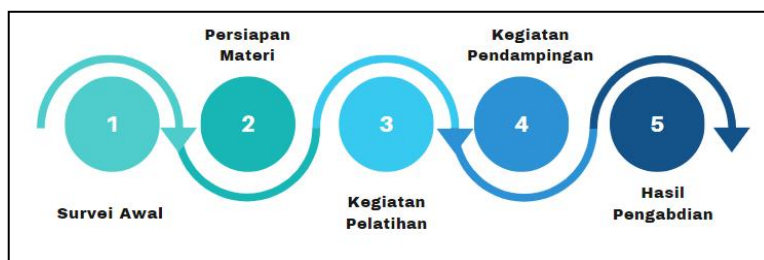 1
Survei Awal
Persiapan
Materi
2
3
Kegiatan
Pelatihan
Kegiatan
Pendampingan
4
5
Hasil
Pengabdian